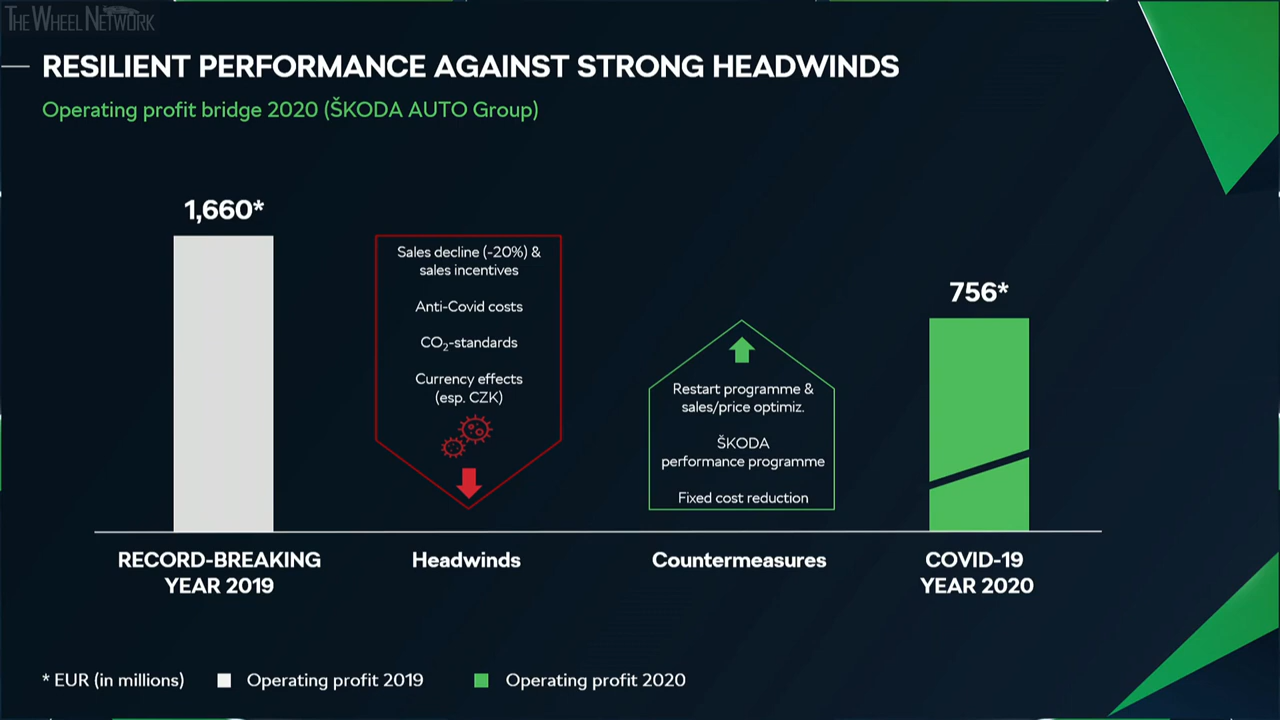 THE WHEEL NETWORK
RESILIENT PERFORMANCE AGAINST STRONG HEADWINDS
Operating profit bridge 2020 (ŠKODA AUTO Group)
1,660*
Sales decline (-20%) &
sales incentives
Anti-Covid costs
CO₂-standards
Currency effects
(esp. CZK)
Restart programme &
sales/price optimiz.
ŠKODA
performance programme
Fixed cost reduction
756*
RECORD-BREAKING
YEAR 2019
Headwinds
Countermeasures
COVID-19
YEAR 2020
* EUR (in millions)
Operating profit 2019
Operating profit 2020